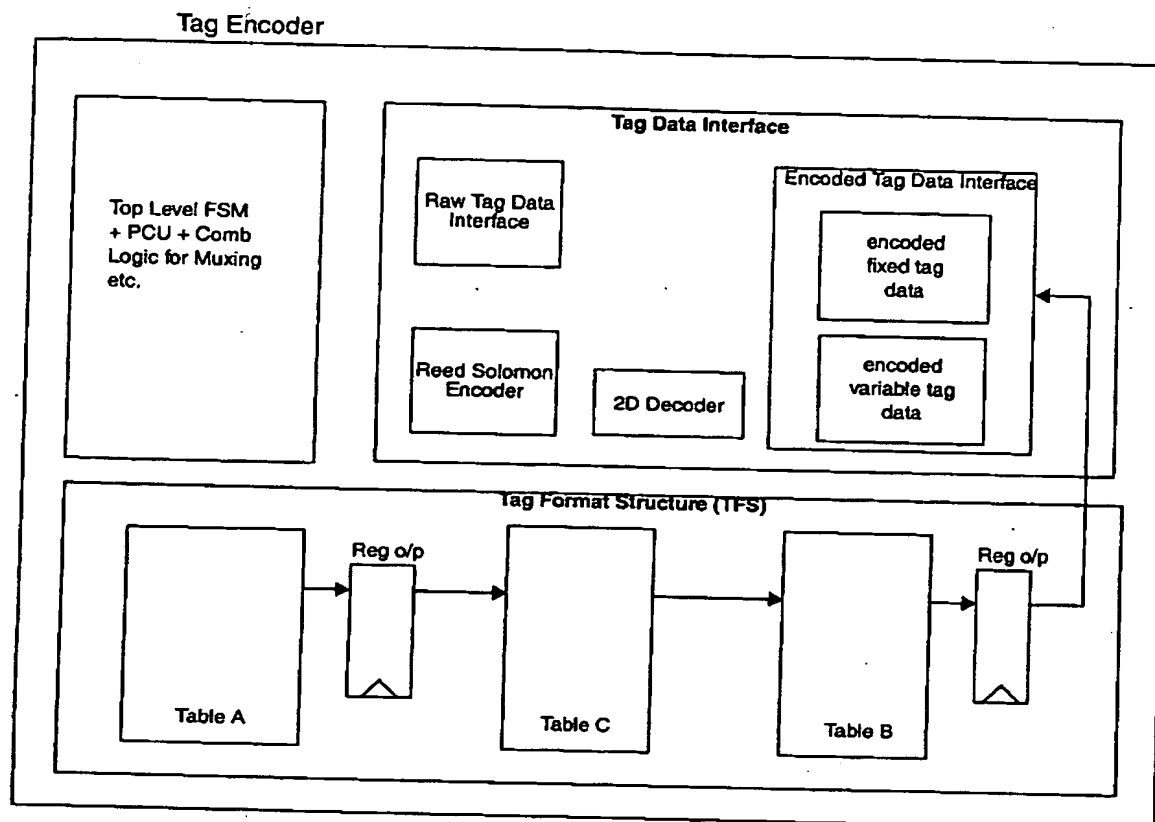 Tag Encoder
Top Level FSM
+ PCU + Comb
Logic for Muxing
etc.
Tag Data Interface
Raw Tag Data
Interface
Reed Solomon
Encoder
2D Decoder
Encoded Tag Data Interface
encoded
fixed tag
data
encoded
variable tag
data
Tag Format Structure (TFS)
Table A
Reg o/p
Table C
Table B
Reg o/p